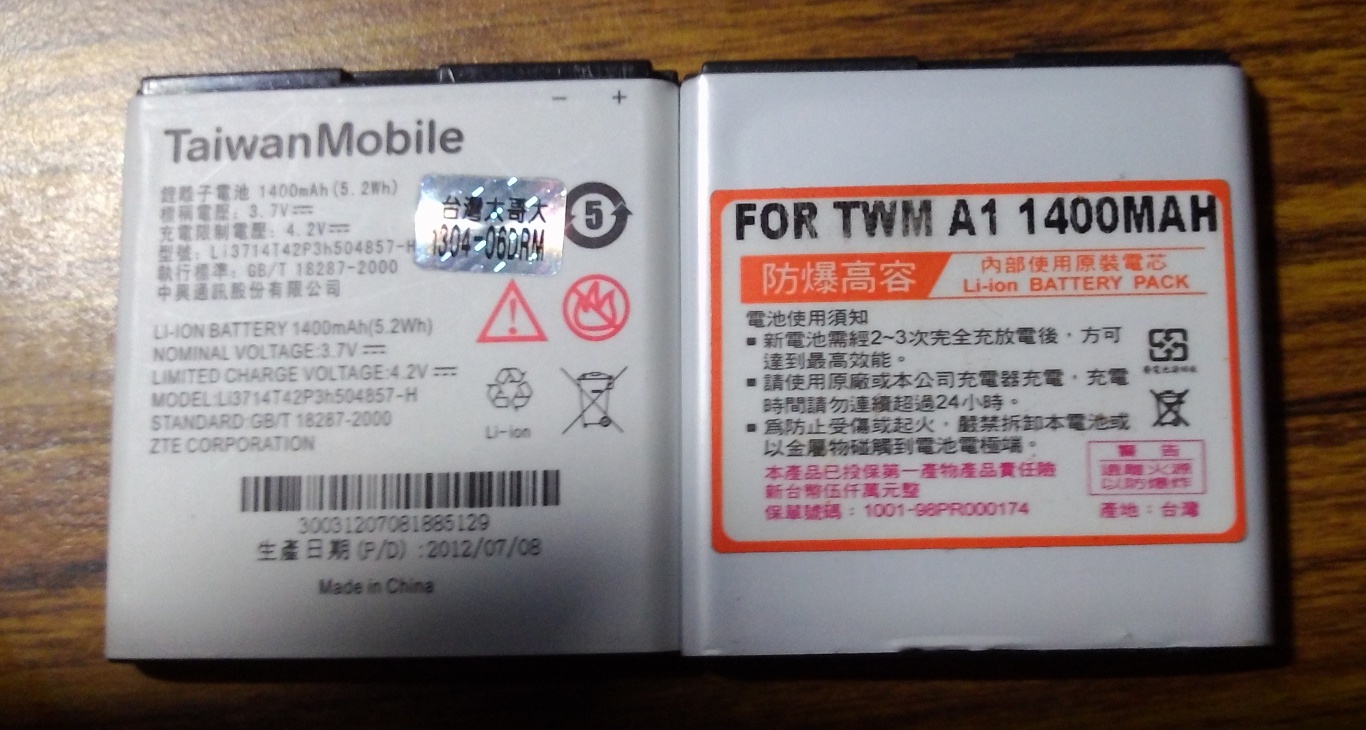 − +
TaiwanMobile
鋰離子電池 1400mAh(5.2Wh)
標稱電壓: 3.7V
充電限制電壓: 4.2V
型號: Li3714T42P3h504857-H
執行標準: GB/T 18287-2000
中興通訊股份有限公司
台灣大哥大
1304-06DRM
5
LI-ION BATTERY 1400mAh(5.2Wh)
NOMINAL VOLTAGE:3.7V
LIMITED CHARGE VOLTAGE:4.2V
MODEL:Li3714T42P3h504857-H
STANDARD:GB/T 18287-2000
ZTE CORPORATION
Li-ion
30031207081885129
生產日期(P/D) :2012/07/08
Made in China
FOR TWM A1 1400MAH
防爆高容
內部使用原裝電芯
Li-ion BATTERY PACK
電池使用須知
▪ 新電池需經2~3次完全充放電後,方可
達到最高效能。
▪ 請使用原廠或本公司充電器充電,充電
時間請勿連續超過24小時。
▪ 為防止受傷或起火,嚴禁拆卸本電池或
以金屬物碰觸到電池電極端。
本產品已投保第一產物產品責任險
新台幣伍仟萬元整
保單號碼:1001-98PR000174
警告
遠離火源
以防爆炸
產地:台灣